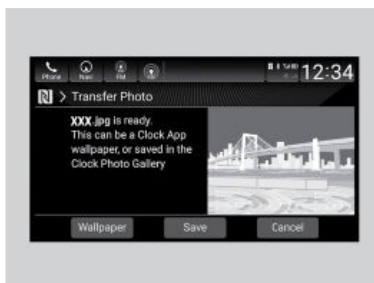 Phone Navi FM
12:34
> Transfer Photo
XXX.jpg is ready.
This can be a Clock App
wallpaper, or saved in the
Clock Photo Gallery
Wallpaper Save Cancel